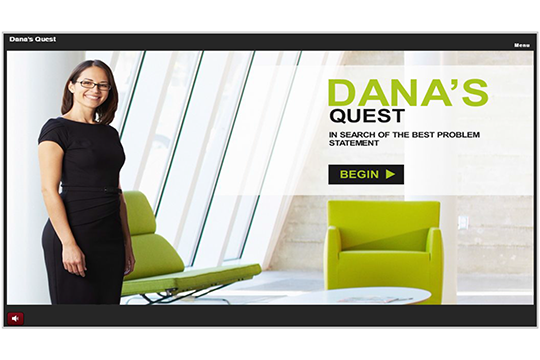 Dana's Quest
Menu
DANA'S
QUEST
IN SEARCH OF THE BEST PROBLEM
STATEMENT
BEGIN